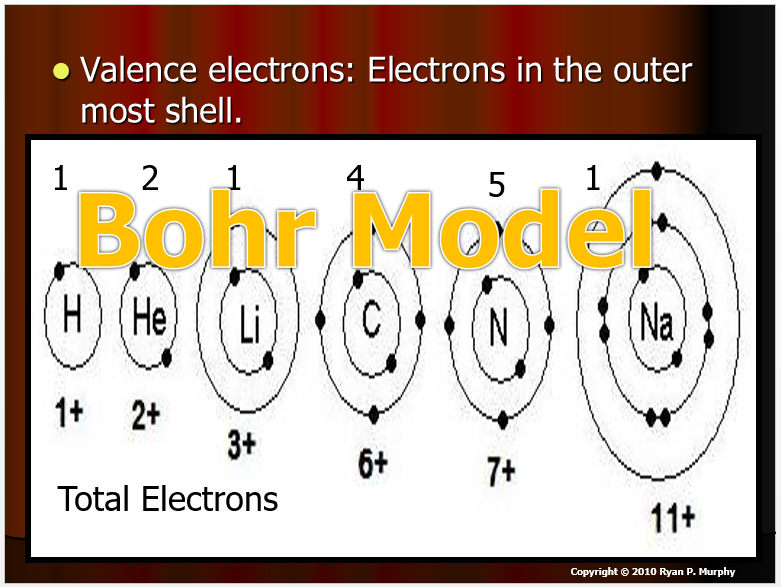 Valence electrons: Electrons in the outer
most shell.
1 2 1 4 5 1
Bohr Model
H He Li C N Na
1+ 2+ 3+ 6+ 7+ 11+
Total Electrons
Copyright © 2010 Ryan P. Murphy